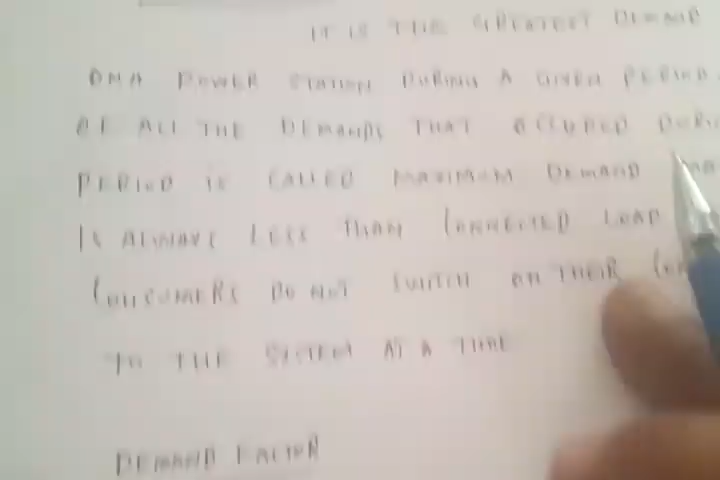 IT IS THE GREATEST DEMAND
ON A POWER STATION DURING A GIVEN PERIOD.
OF ALL THE DEMANDS THAT OCCURED
PERIOD IS CALLED MAXIMUM DEMAND
IS ALWAYS LESS THAN CONNECTED LOAD
CONSUMERS DO NOT SWITCH ON THEIR
TO THE SYSTEM AT A TIME
DEMAND FACTOR